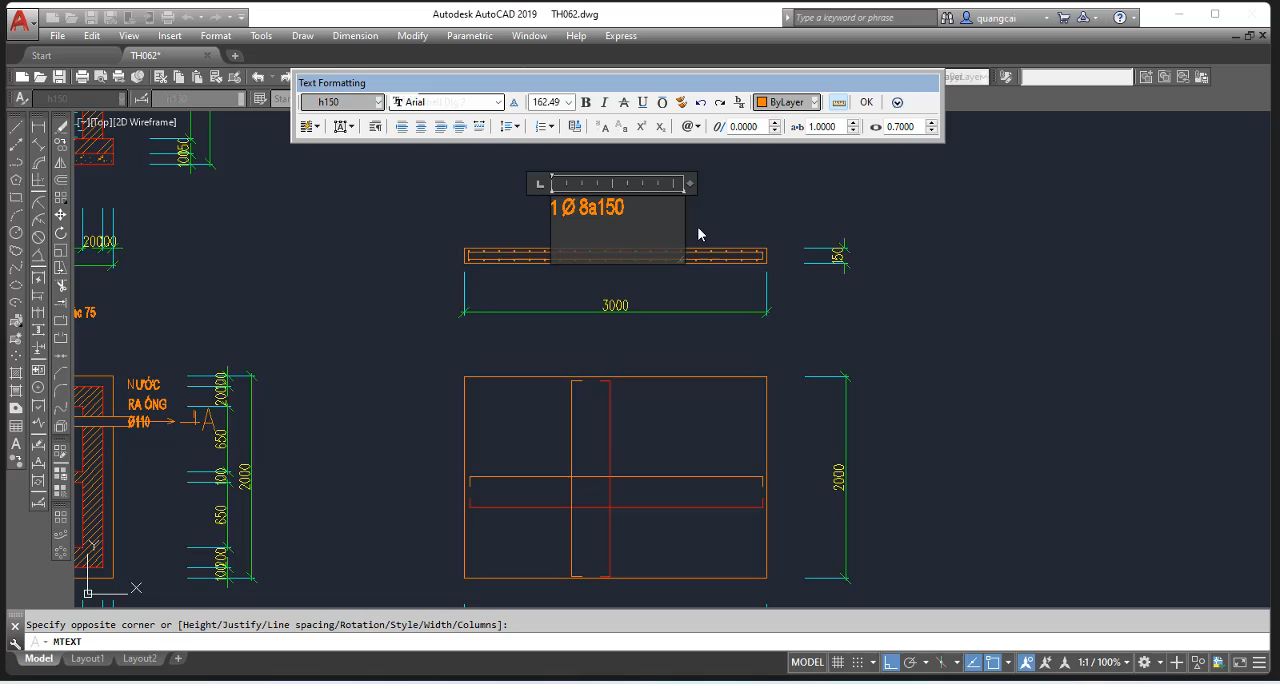 Autodesk AutoCAD 2019 TH062.dwg
Type a keyword or phrase
quangcai
File Edit View Insert Format Tools Draw Dimension Modify Parametric Window Help Express
Start
TH062*
Text Formatting
h150
Arial
162.49
B I A U O
ByLayer
OK
0.0000
1.0000
0.7000
[−][Top][2D Wireframe]
1 Ø 8a150
10050
20000
150
3000
75
NƯỚC
RA ỐNG
Ø110
A
650
100
650
2000
2000
Y
X
Specify opposite corner or [Height/Justify/Line spacing/Rotation/Style/Width/Columns]:
MTEXT
Model Layout1 Layout2
MODEL
1:1 / 100%